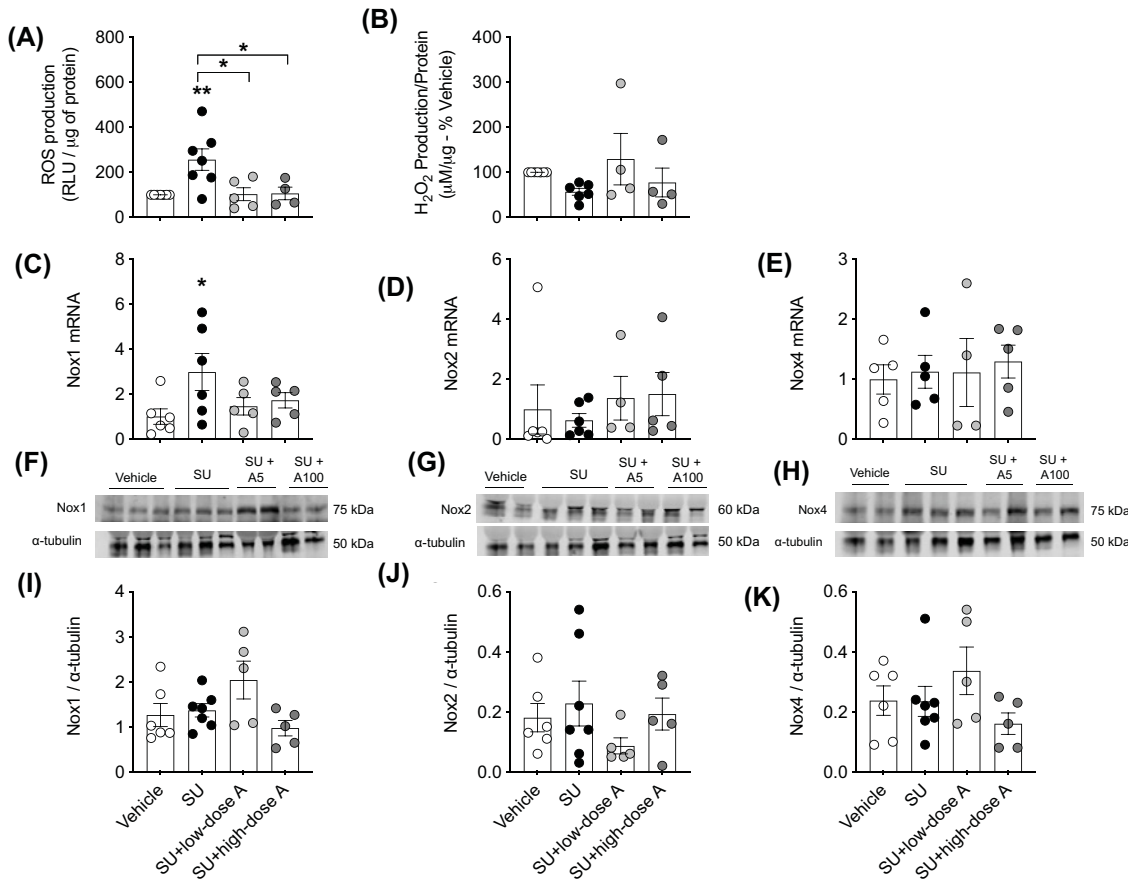 (A)
ROS production
(RLU / μg of protein)
800
600
400
200
0
*
*
**
(B)
H2O2 Production/Protein
(μM/μg - % Vehicle)
400
300
200
100
0
(C)
Nox1 mRNA
8
6
4
2
0
*
(D)
Nox2 mRNA
6
4
2
0
(E)
Nox4 mRNA
3
2
1
0
(F)
Vehicle
SU
SU +
A5
SU +
A100
Nox1
75 kDa
α-tubulin
50 kDa
(G)
Vehicle
SU
SU +
A5
SU +
A100
Nox2
60 kDa
α-tubulin
50 kDa
(H)
Vehicle
SU
SU +
A5
SU +
A100
Nox4
75 kDa
α-tubulin
50 kDa
(I)
Nox1 / α-tubulin
4
3
2
1
0
Vehicle
SU
SU+low-dose A
SU+high-dose A
(J)
Nox2 / α-tubulin
0.6
0.4
0.2
0.0
Vehicle
SU
SU+low-dose A
SU+high-dose A
(K)
Nox4 / α-tubulin
0.6
0.4
0.2
0.0
Vehicle
SU
SU+low-dose A
SU+high-dose A